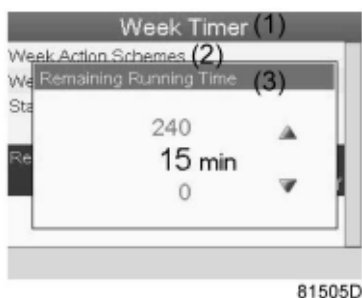 Week Timer (1)
Week Action Schemes (2)
We
Remaining Running Time (3)
Sta
240
Re
15 min
0
81505D